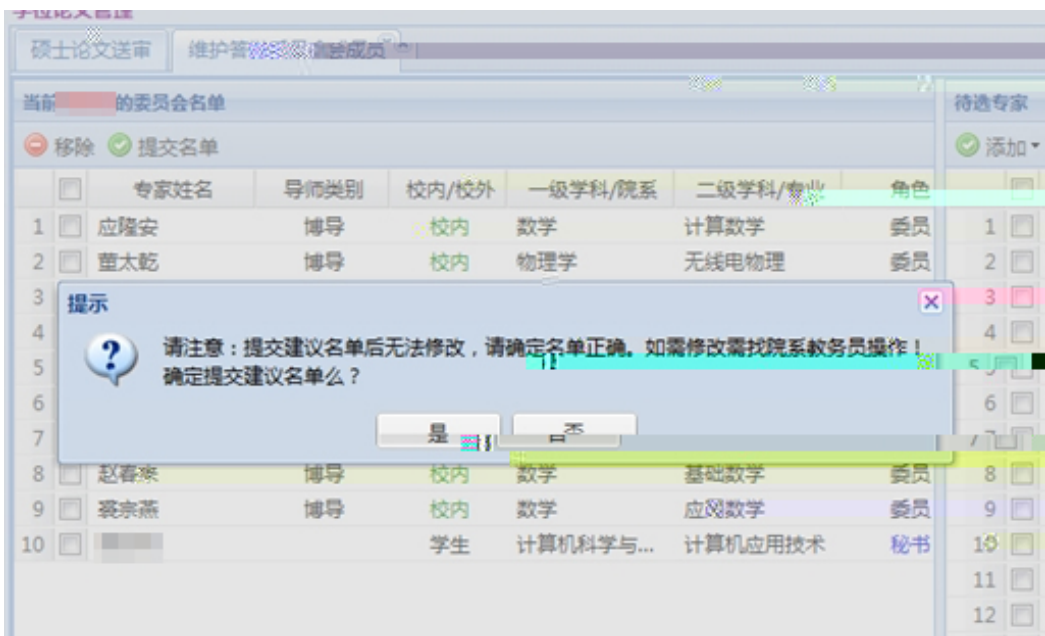 学位论文管理
硕士论文送审 维护答 会成员
当前 的委员会名单 待选专家
移除 提交名单 添加
专家姓名 导师类别 校内/校外 一级学科/院系 二级学科/专业 角色
1 应隆安 博导 校内 数学 计算数学 委员 1
2 董太乾 博导 校内 物理学 无线电物理 委员 2
3 提示 3
4 请注意:提交建议名单后无法修改,请确定名单正确。如需修改需找院系教务员操作! 4
5 确定提交建议名单么? 5
6 6
7 是 否 7
8 赵春来 博导 校内 数学 基础数学 委员 8
9 裘宗燕 博导 校内 数学 应用数学 委员 9
10 学生 计算机科学与... 计算机应用技术 秘书 10
11
12